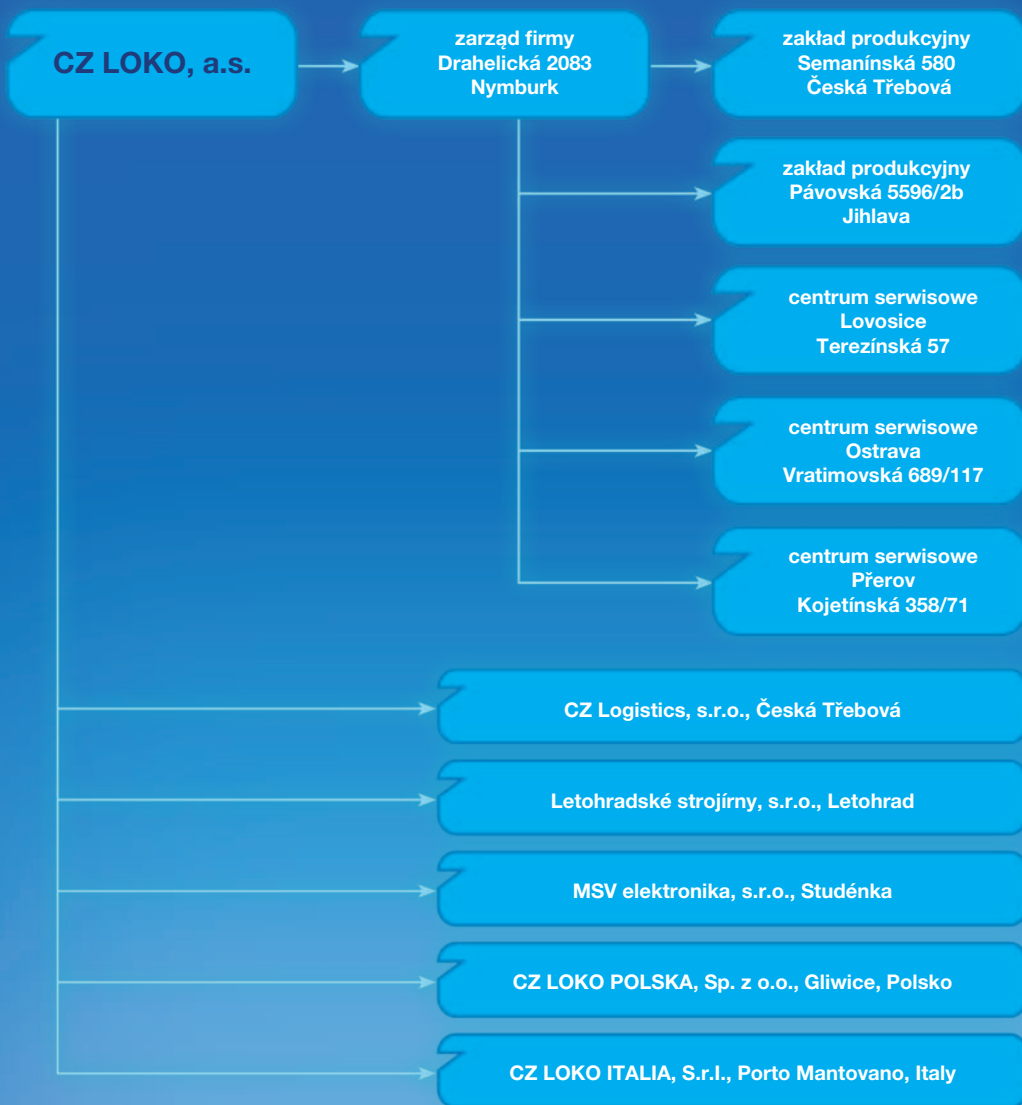 CZ LOKO, a.s.
zarząd firmy
Drahelická 2083
Nymburk
zakład produkcyjny
Semanínská 580
Česká Třebová
zakład produkcyjny
Pávovská 5596/2b
Jihlava
centrum serwisowe
Lovosice
Terezínská 57
centrum serwisowe
Ostrava
Vratimovská 689/117
centrum serwisowe
Přerov
Kojetínská 358/71
CZ Logistics, s.r.o., Česká Třebová
Letohradské strojírny, s.r.o., Letohrad
MSV elektronika, s.r.o., Studénka
CZ LOKO POLSKA, Sp. z o.o., Gliwice, Polsko
CZ LOKO ITALIA, S.r.l., Porto Mantovano, Italy